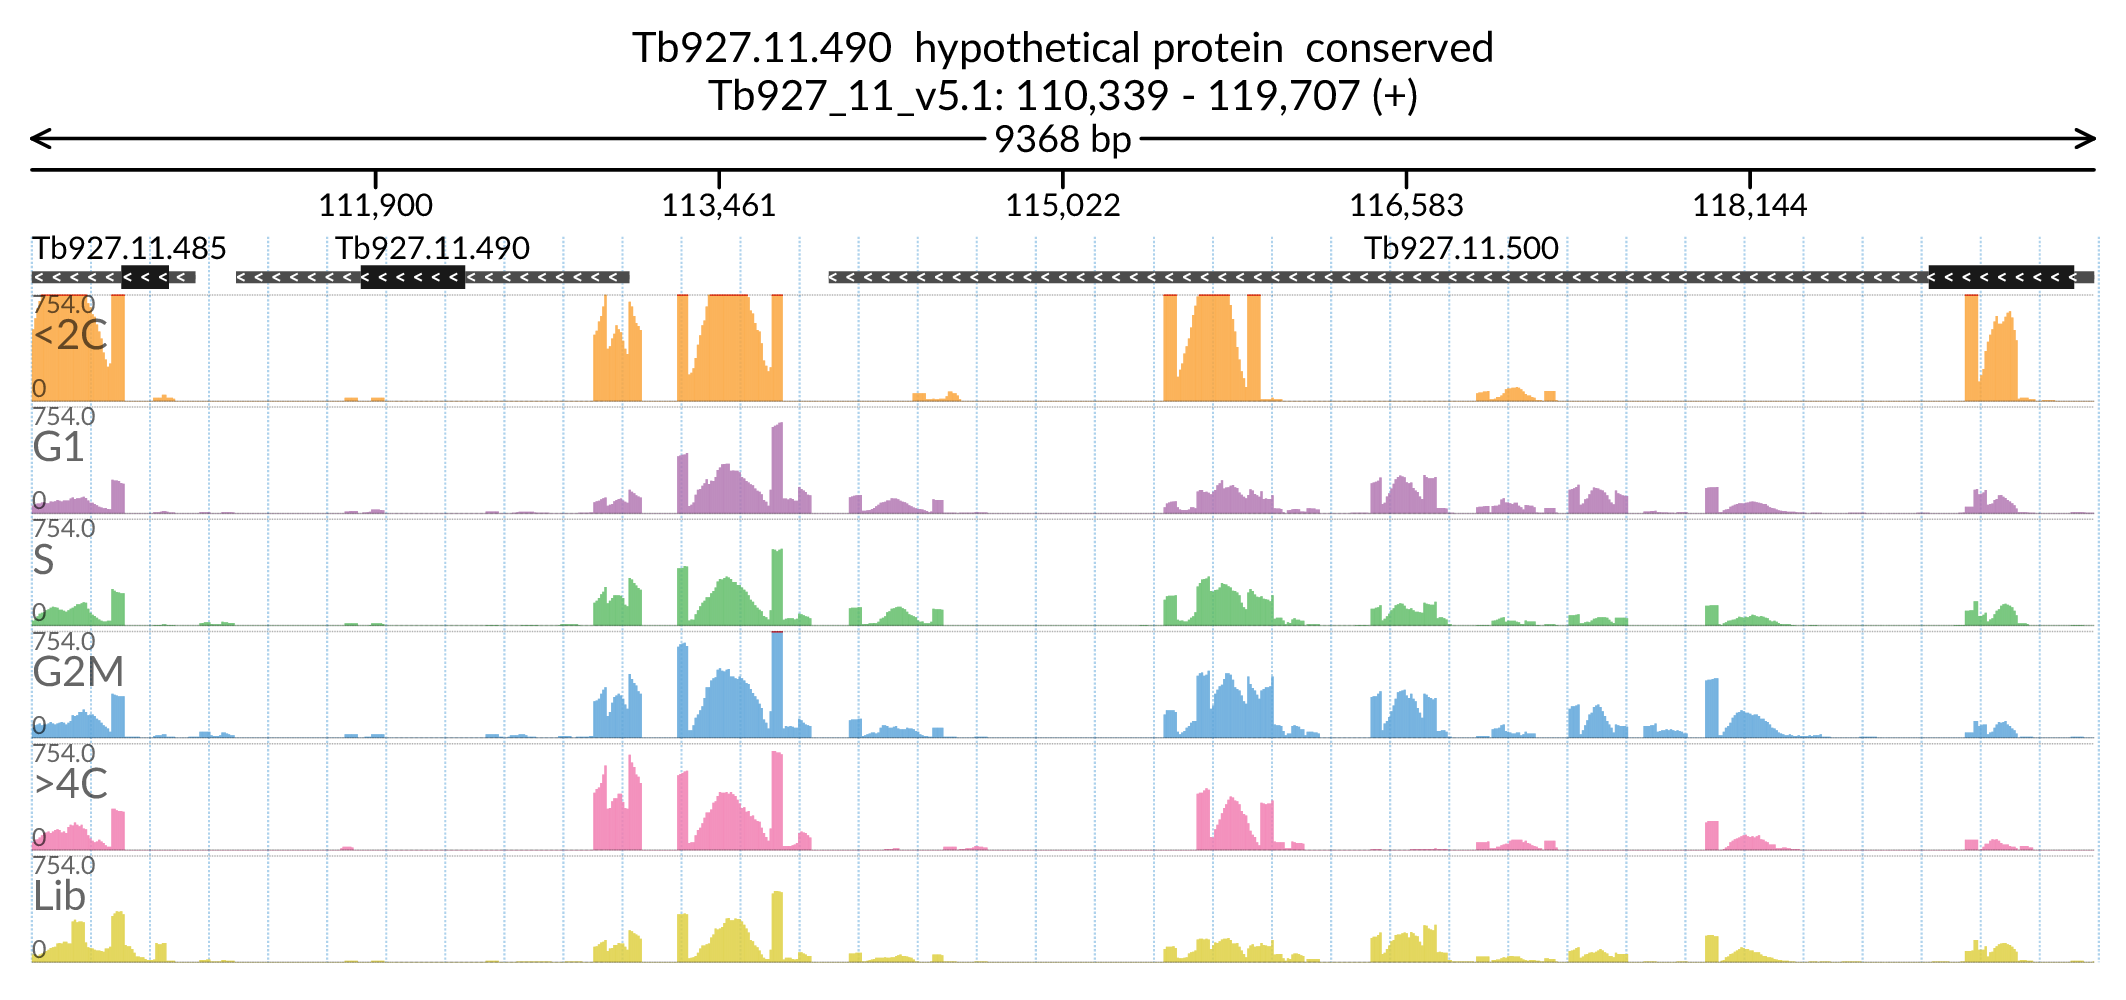 Tb927.11.490 hypothetical protein conserved
Tb927_11_v5.1: 110,339 - 119,707 (+)
9368 bp
111,900 113,461 115,022 116,583 118,144
Tb927.11.485 Tb927.11.490 Tb927.11.500
754.0
<2C
0
754.0
G1
0
754.0
S
0
754.0
G2M
0
754.0
>4C
0
754.0
Lib
0